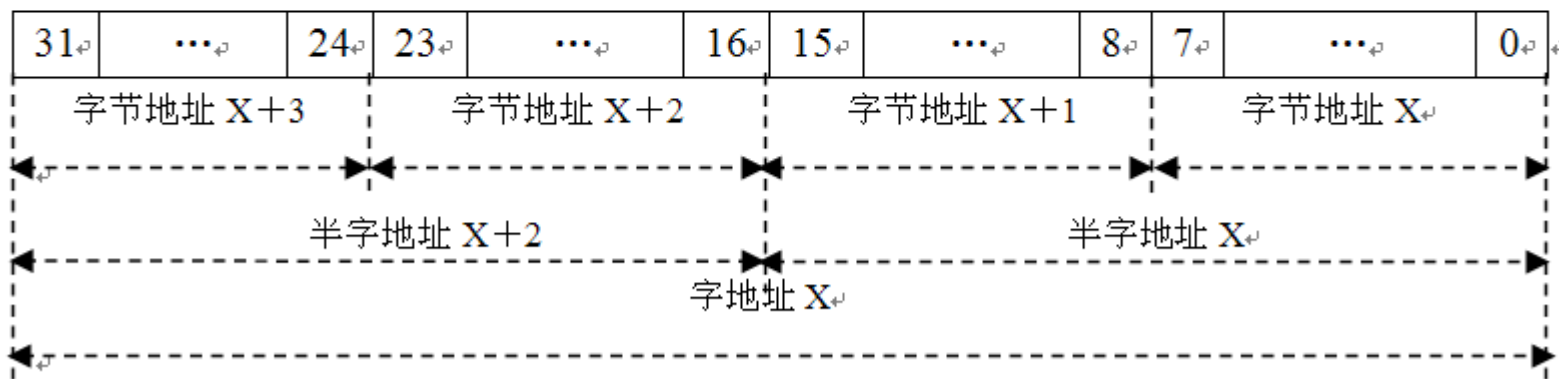 31 … 24 23 … 16 15 … 8 7 … 0
字节地址 X+3 字节地址 X+2 字节地址 X+1 字节地址 X
半字地址 X+2 半字地址 X
字地址 X